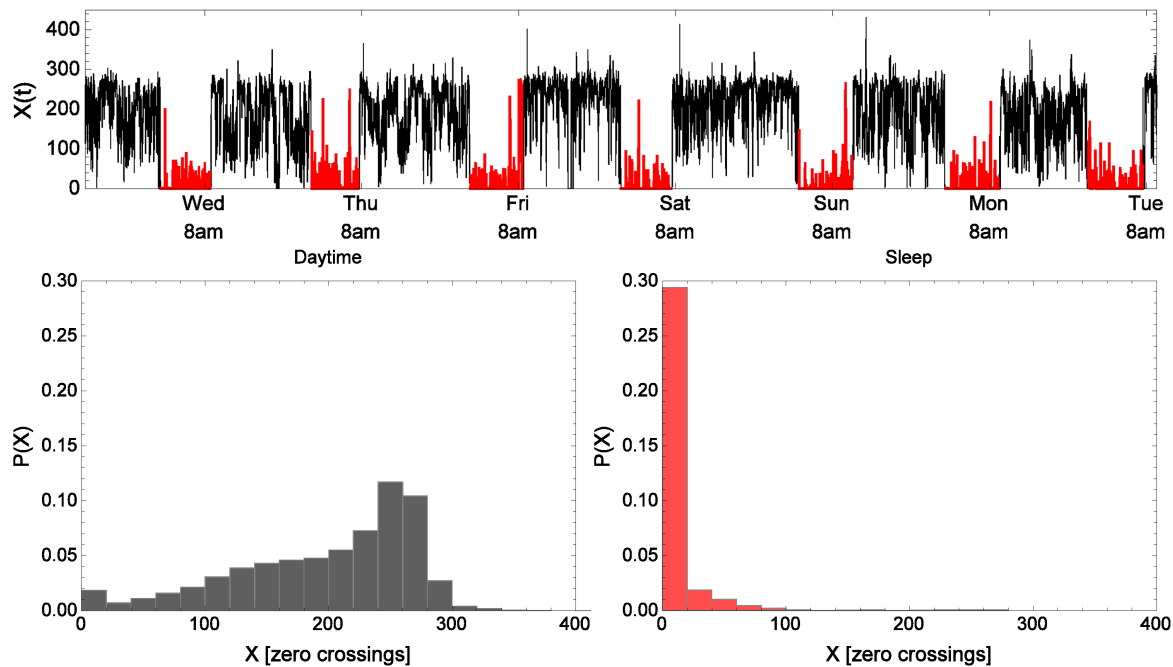 400
300
X(t)
200
100
0
Wed Thu Fri Sat Sun Mon Tue
8am 8am 8am 8am 8am 8am 8am
Daytime Sleep
0.30 0.30
0.25 0.25
0.20 0.20
P(X) P(X)
0.15 0.15
0.10 0.10
0.05 0.05
0.00 0.00
0 100 200 300 400 0 100 200 300 400
X [zero crossings] X [zero crossings]